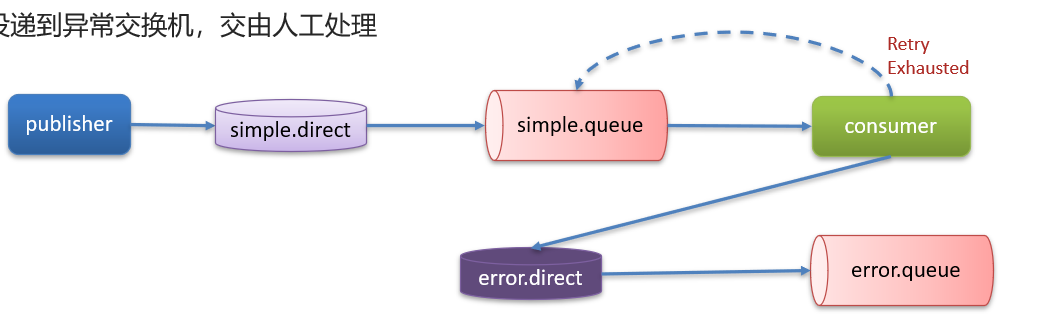 递到异常交换机，交由人工处理
Retry
Exhausted
publisher
simple.direct
simple.queue
consumer
error.direct
error.queue